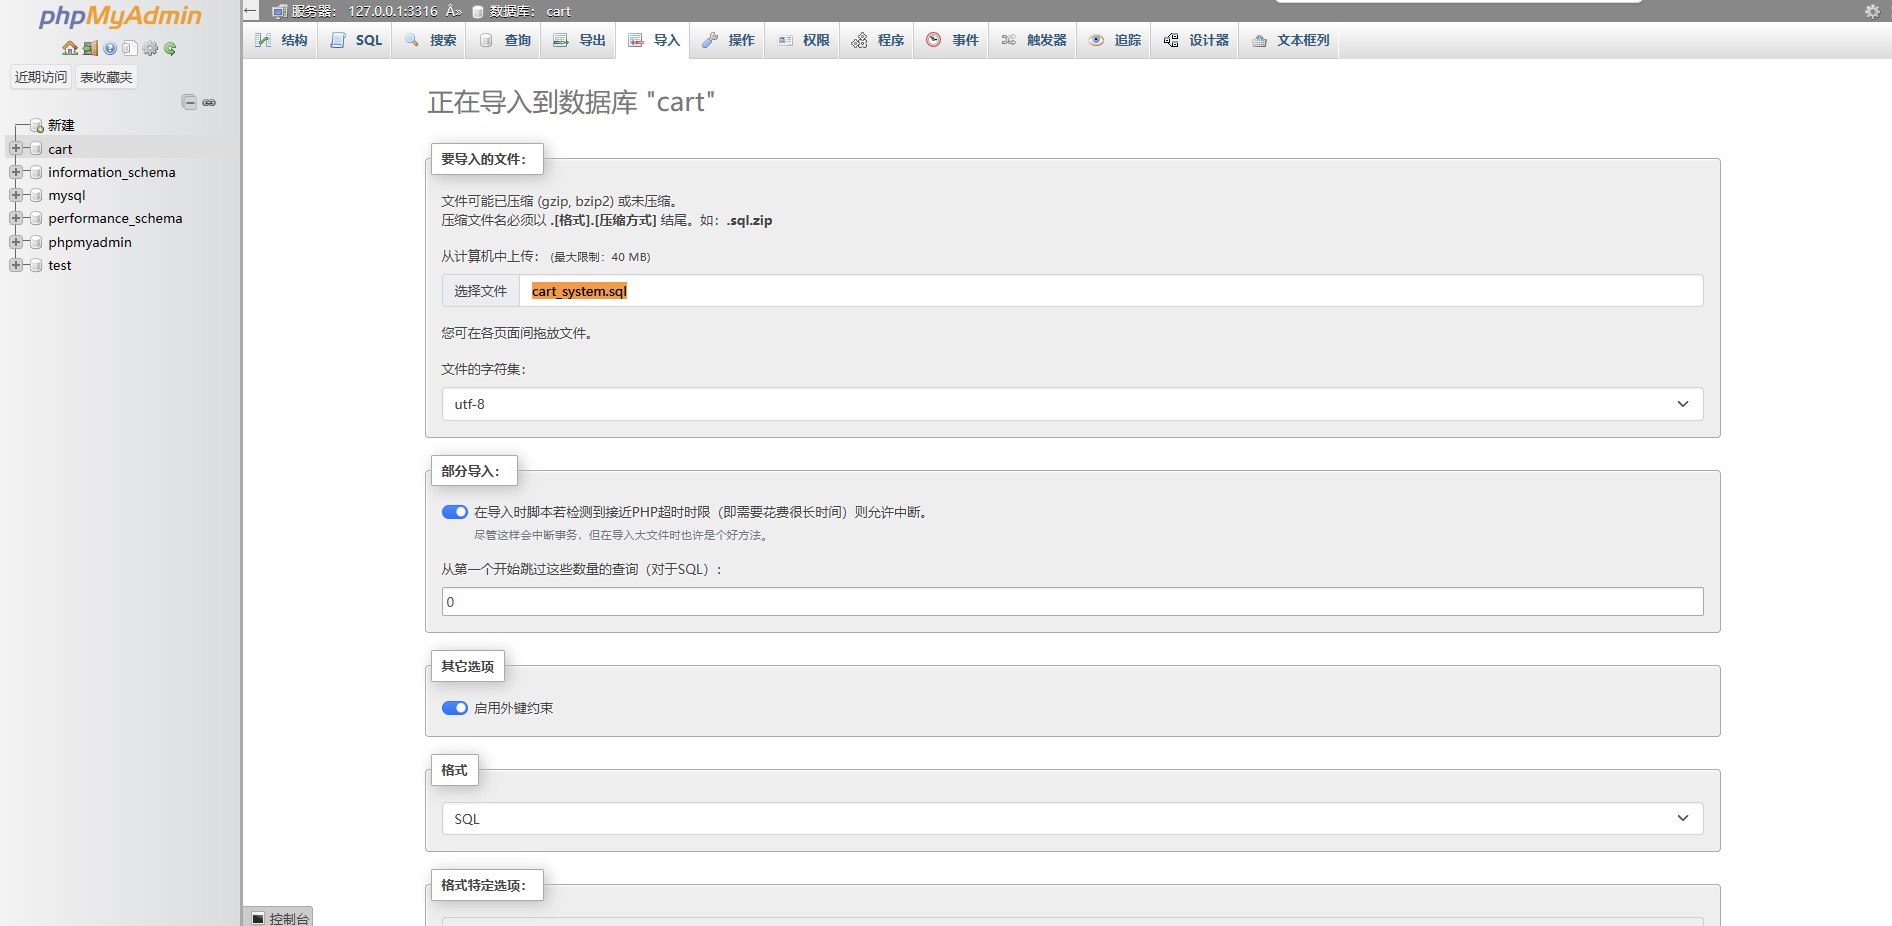 phpMyAdmin
近期访问 表收藏夹
新建
cart
information_schema
mysql
performance_schema
phpmyadmin
test
服务器： 127.0.0.1:3316 Â» 数据库： cart
结构 SQL 搜索 查询 导出 导入 操作 权限 程序 事件 触发器 追踪 设计器 文本框列
正在导入到数据库 "cart"
要导入的文件：
文件可能已压缩 (gzip, bzip2) 或未压缩。
压缩文件名必须以 .[格式].[压缩方式] 结尾。如：.sql.zip
从计算机中上传： (最大限制：40 MB)
选择文件 cart_system.sql
您可在各页面间拖放文件。
文件的字符集：
utf-8
部分导入：
在导入时脚本若检测到接近PHP超时时限（即需要花费很长时间）则允许中断。
尽管这样会中断事务，但在导入大文件时也许是个好方法。
从第一个开始跳过这些数量的查询（对于SQL）：
0
其它选项
启用外键约束
格式
SQL
格式特定选项：
控制台